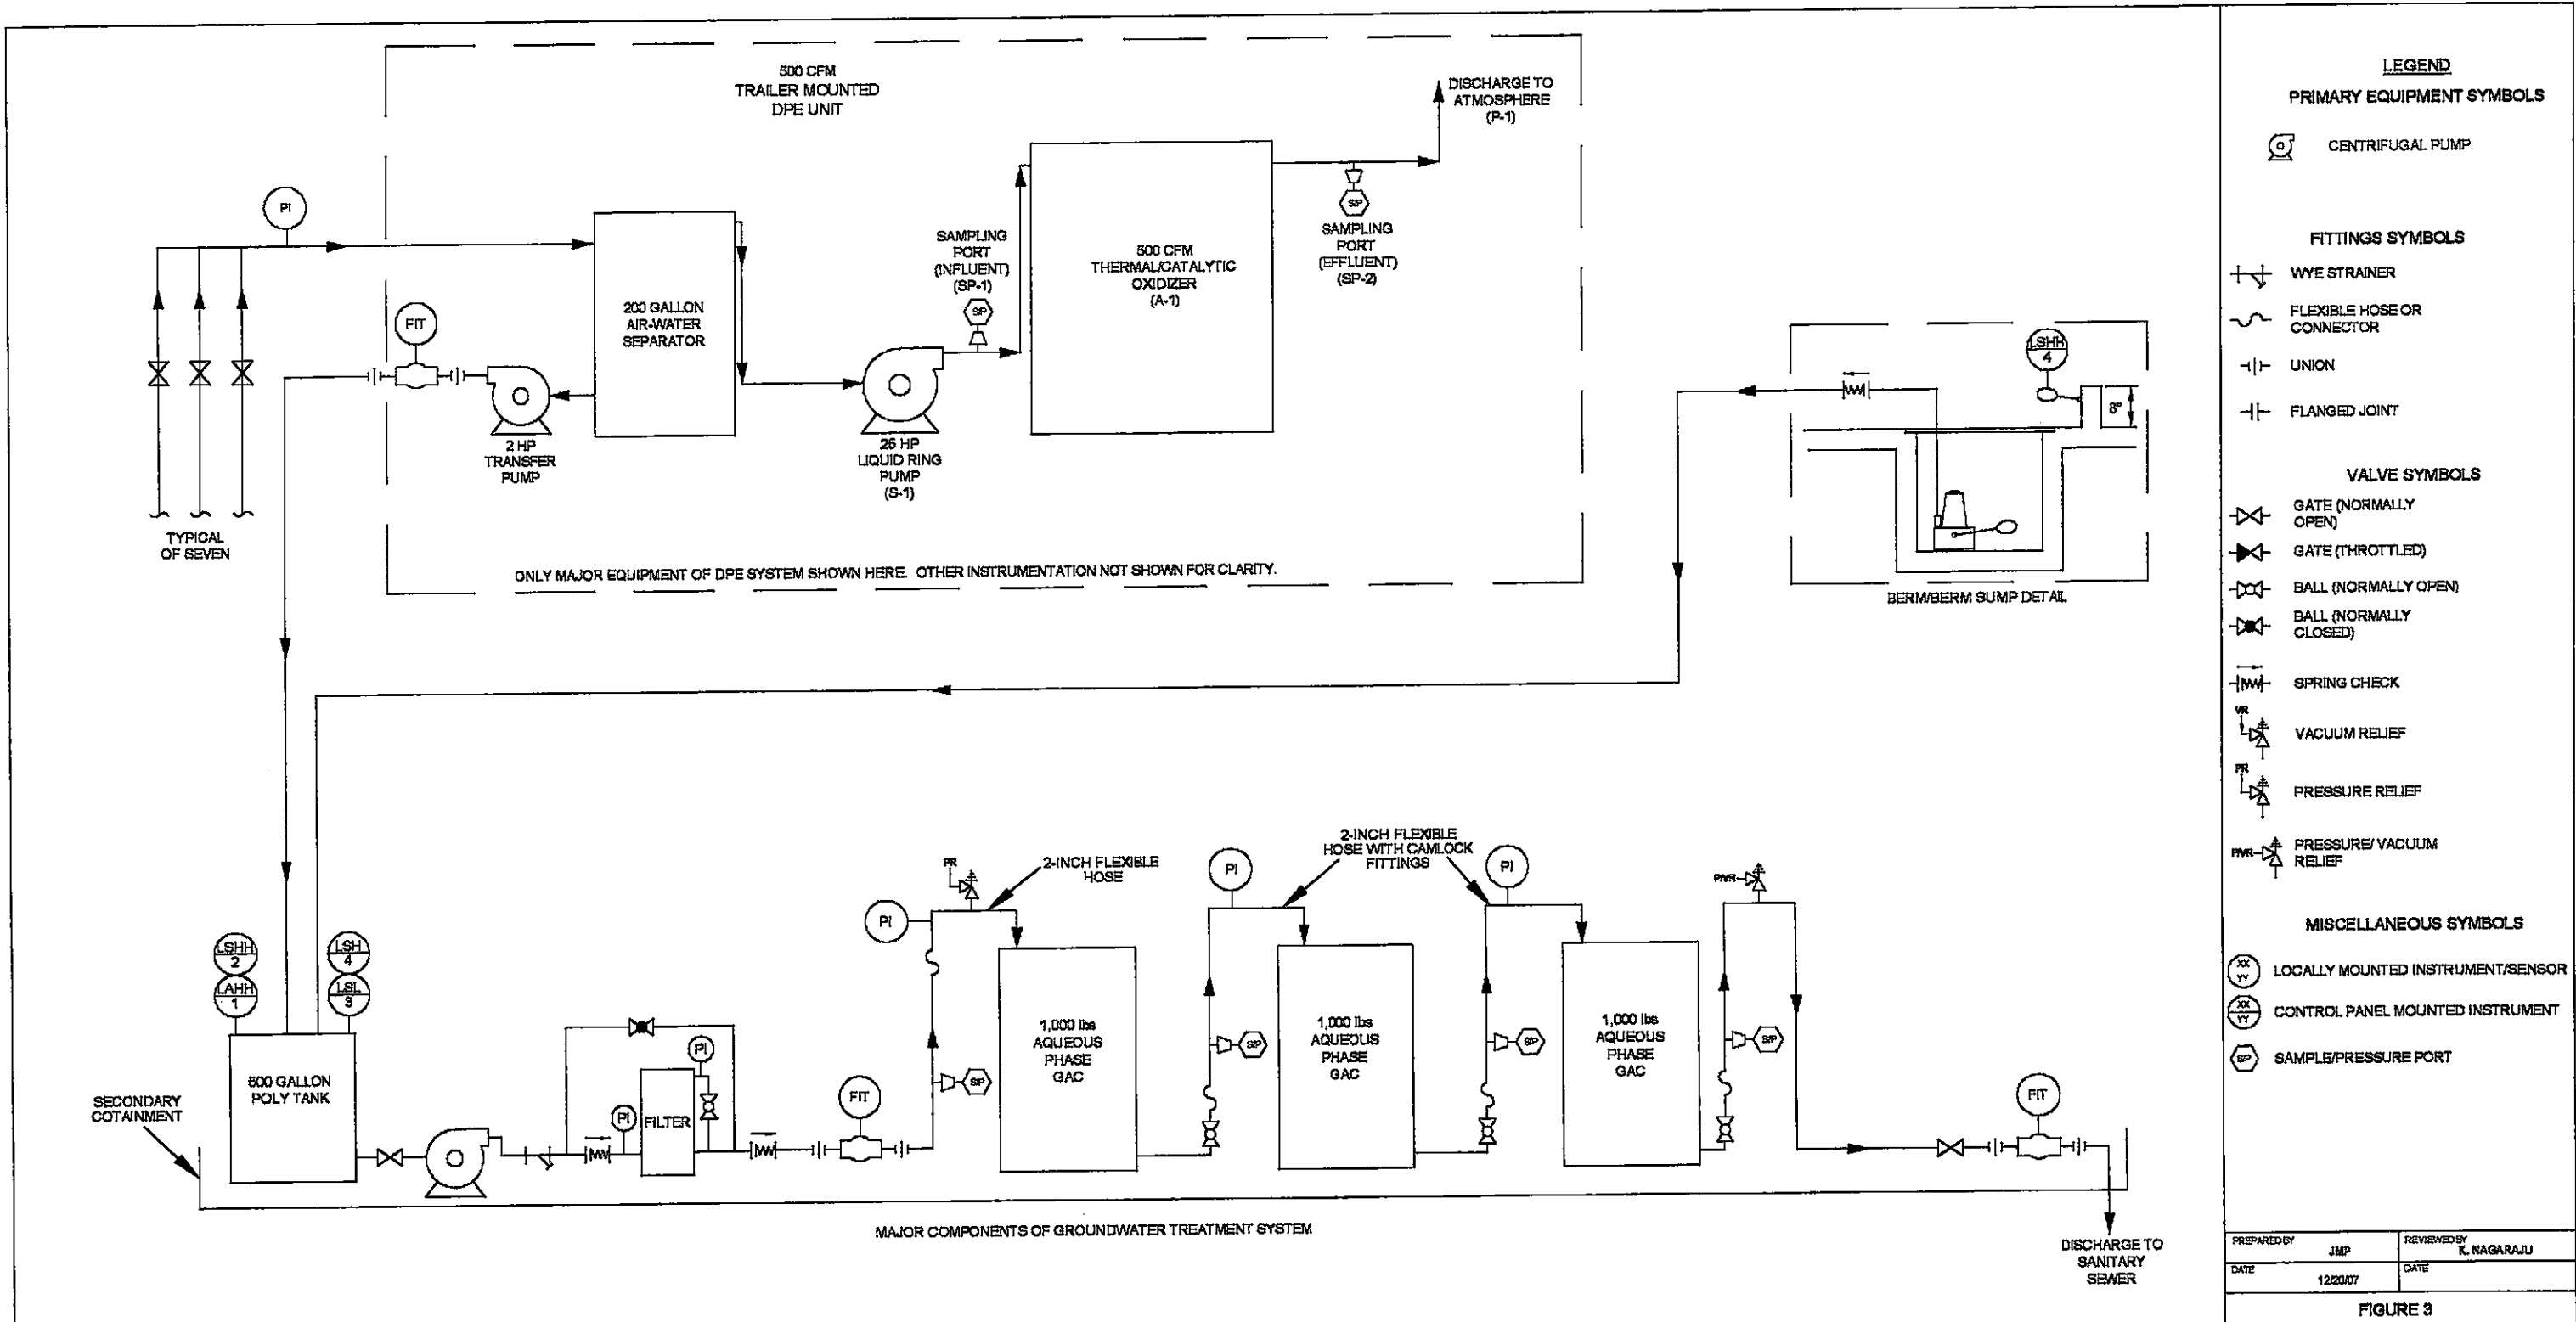 500 CFM
TRAILER MOUNTED
DPE UNIT
DISCHARGE TO
ATMOSPHERE
(P-1)
PI
SAMPLING
PORT
(INFLUENT)
(SP-1)
S/P
500 CFM
THERMAL/CATALYTIC
OXIDIZER
(A-1)
S/P
SAMPLING
PORT
(EFFLUENT)
(SP-2)
200 GALLON
AIR-WATER
SEPARATOR
FIT
2 HP
TRANSFER
PUMP
25 HP
LIQUID RING
PUMP
(S-1)
TYPICAL
OF SEVEN
ONLY MAJOR EQUIPMENT OF DPE SYSTEM SHOWN HERE. OTHER INSTRUMENTATION NOT SHOWN FOR CLARITY.
LSHH
4
8"
BERM/BERM SUMP DETAIL
PR
2-INCH FLEXIBLE
HOSE
PI
PI
2-INCH FLEXIBLE
HOSE WITH CAMLOCK
FITTINGS
PI
P/VR
LSHH
2
LAHH
1
LSH
4
LSL
3
500 GALLON
POLY TANK
SECONDARY
COTAINMENT
PI
PI
FILTER
FIT
S/P
1,000 lbs
AQUEOUS
PHASE
GAC
S/P
1,000 lbs
AQUEOUS
PHASE
GAC
S/P
1,000 lbs
AQUEOUS
PHASE
GAC
S/P
FIT
MAJOR COMPONENTS OF GROUNDWATER TREATMENT SYSTEM
DISCHARGE TO
SANITARY
SEWER
LEGEND
PRIMARY EQUIPMENT SYMBOLS
CENTRIFUGAL PUMP
FITTINGS SYMBOLS
WYE STRAINER
FLEXIBLE HOSE OR
CONNECTOR
UNION
FLANGED JOINT
VALVE SYMBOLS
GATE (NORMALLY
OPEN)
GATE (THROTTLED)
BALL (NORMALLY OPEN)
BALL (NORMALLY
CLOSED)
SPRING CHECK
VR
VACUUM RELIEF
PR
PRESSURE RELIEF
P/VR
PRESSURE/ VACUUM
RELIEF
MISCELLANEOUS SYMBOLS
XX
YY
LOCALLY MOUNTED INSTRUMENT/SENSOR
XX
YY
CONTROL PANEL MOUNTED INSTRUMENT
S/P
SAMPLE/PRESSURE PORT
PREPARED BY
JMP
REVIEWED BY
K. NAGARAJU
DATE
12/20/07
DATE
FIGURE 3